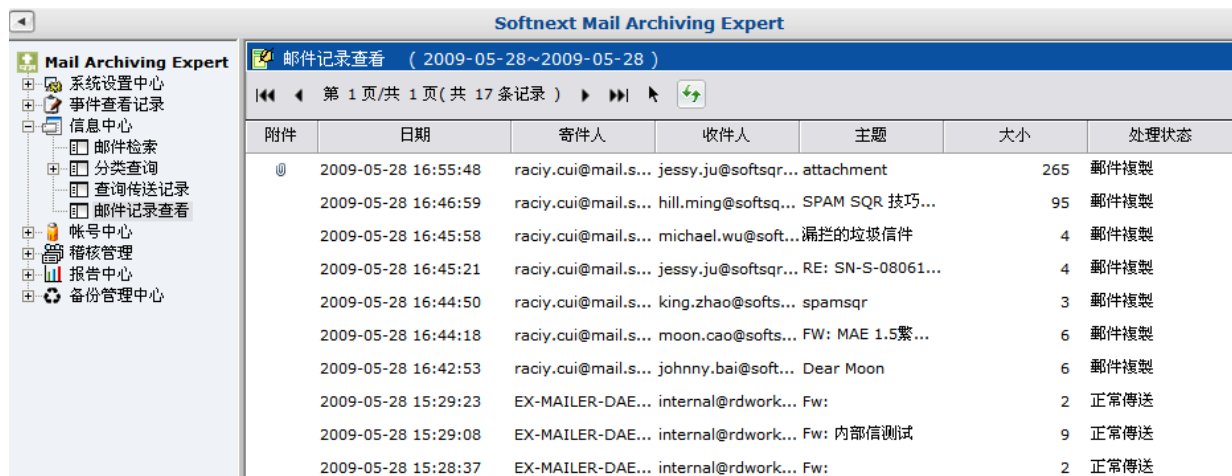 Softnext Mail Archiving Expert
Mail Archiving Expert
系统设置中心
事件查看记录
信息中心
邮件检索
分类查询
查询传送记录
邮件记录查看
帐号中心
稽核管理
报告中心
备份管理中心
邮件记录查看 ( 2009-05-28~2009-05-28 )
第 1 页/共 1 页( 共 17 条记录 )
附件 日期 寄件人 收件人 主题 大小 处理状态
2009-05-28 16:55:48 raciy.cui@mail.s... jessy.ju@softsqr... attachment 265 郵件複製
2009-05-28 16:46:59 raciy.cui@mail.s... hill.ming@softsq... SPAM SQR 技巧... 95 郵件複製
2009-05-28 16:45:58 raciy.cui@mail.s... michael.wu@soft... 漏拦的垃圾信件 4 郵件複製
2009-05-28 16:45:21 raciy.cui@mail.s... jessy.ju@softsqr... RE: SN-S-08061... 4 郵件複製
2009-05-28 16:44:50 raciy.cui@mail.s... king.zhao@softs... spamsqr 3 郵件複製
2009-05-28 16:44:18 raciy.cui@mail.s... moon.cao@softs... FW: MAE 1.5繁... 6 郵件複製
2009-05-28 16:42:53 raciy.cui@mail.s... johnny.bai@soft... Dear Moon 6 郵件複製
2009-05-28 15:29:23 EX-MAILER-DAE... internal@rdwork... Fw: 2 正常傳送
2009-05-28 15:29:08 EX-MAILER-DAE... internal@rdwork... Fw: 内部信测试 9 正常傳送
2009-05-28 15:28:37 EX-MAILER-DAE... internal@rdwork... Fw: 2 正常傳送